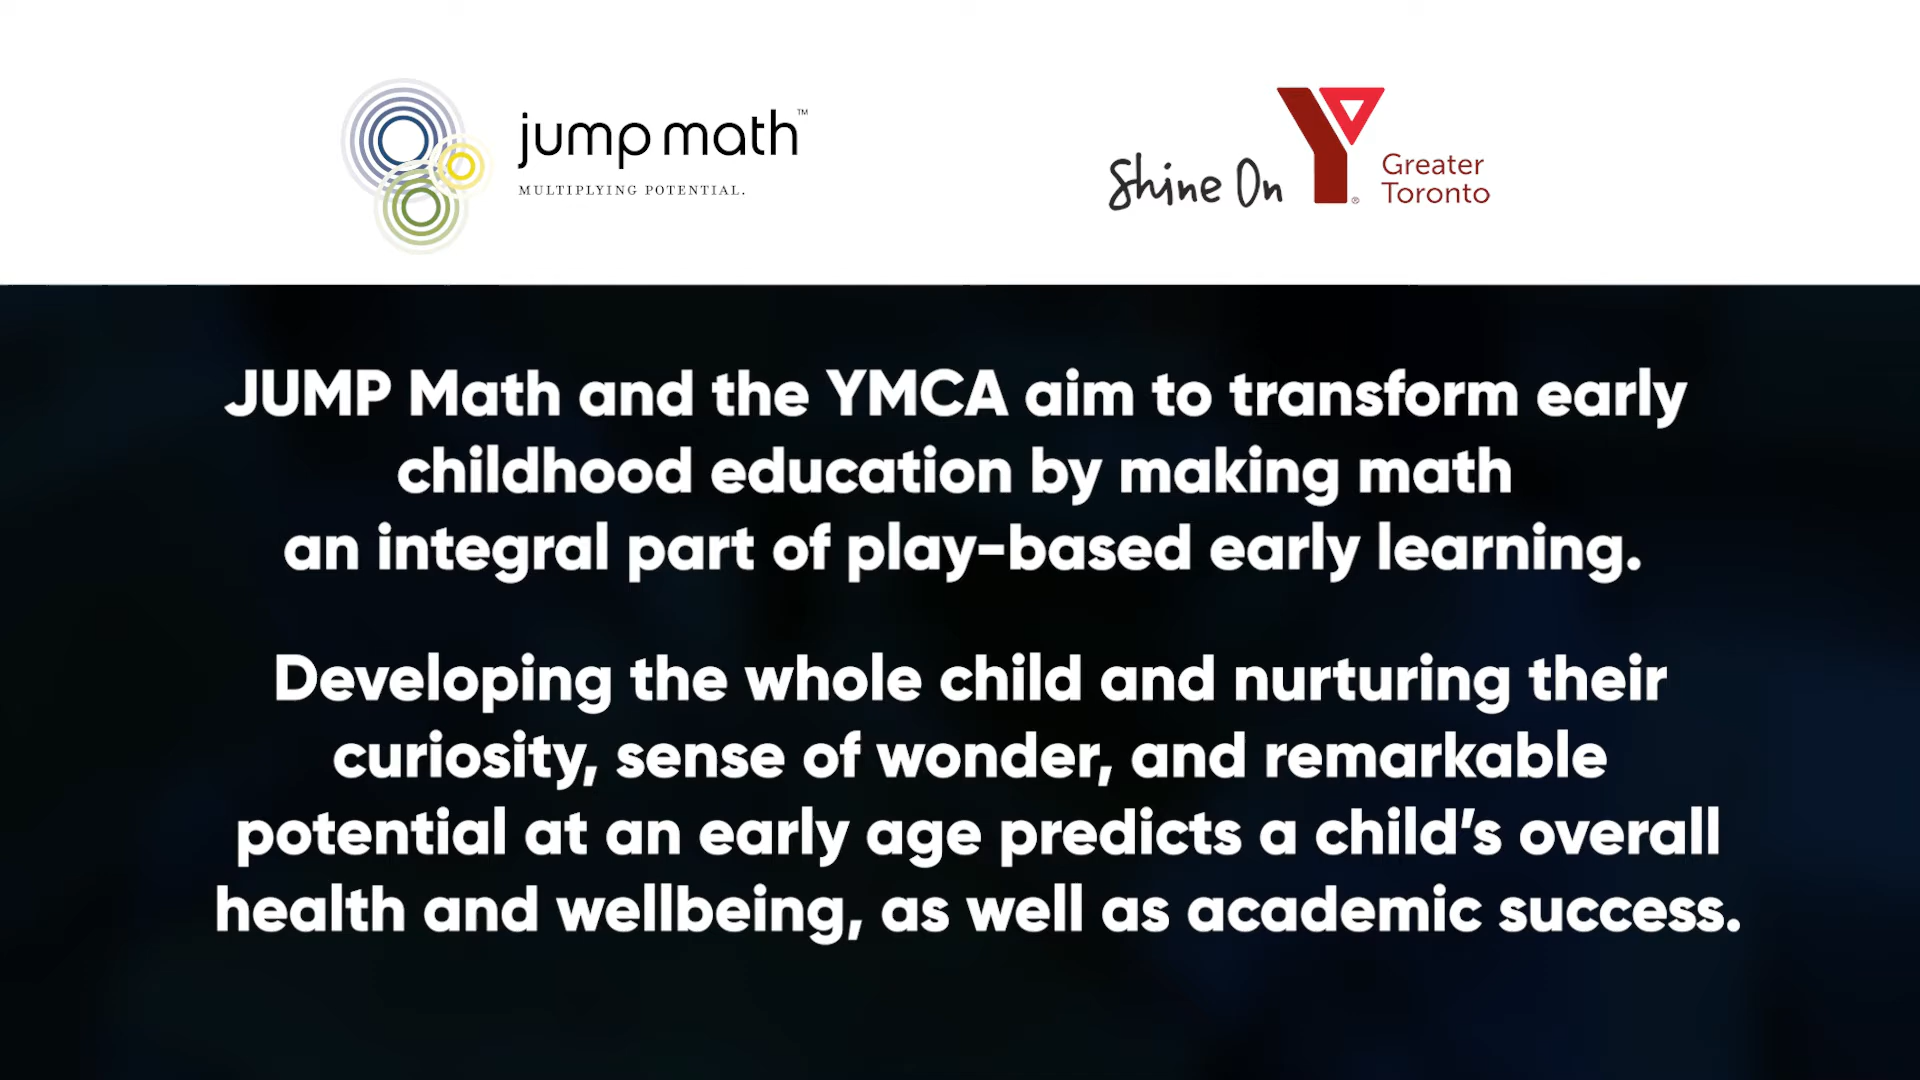 jump math™
MULTIPLYING POTENTIAL.
Shine On
Y®
Greater
Toronto
JUMP Math and the YMCA aim to transform early
childhood education by making math
an integral part of play-based early learning.
Developing the whole child and nurturing their
curiosity, sense of wonder, and remarkable
potential at an early age predicts a child’s overall
health and wellbeing, as well as academic success.